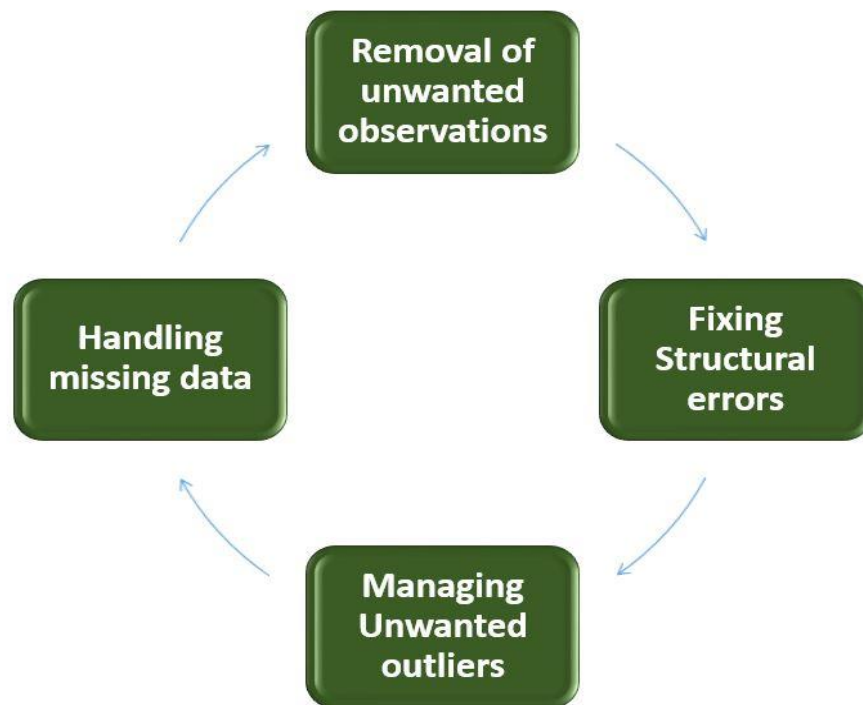 Removal of
unwanted
observations
Fixing
Structural
errors
Managing
Unwanted
outliers
Handling
missing data